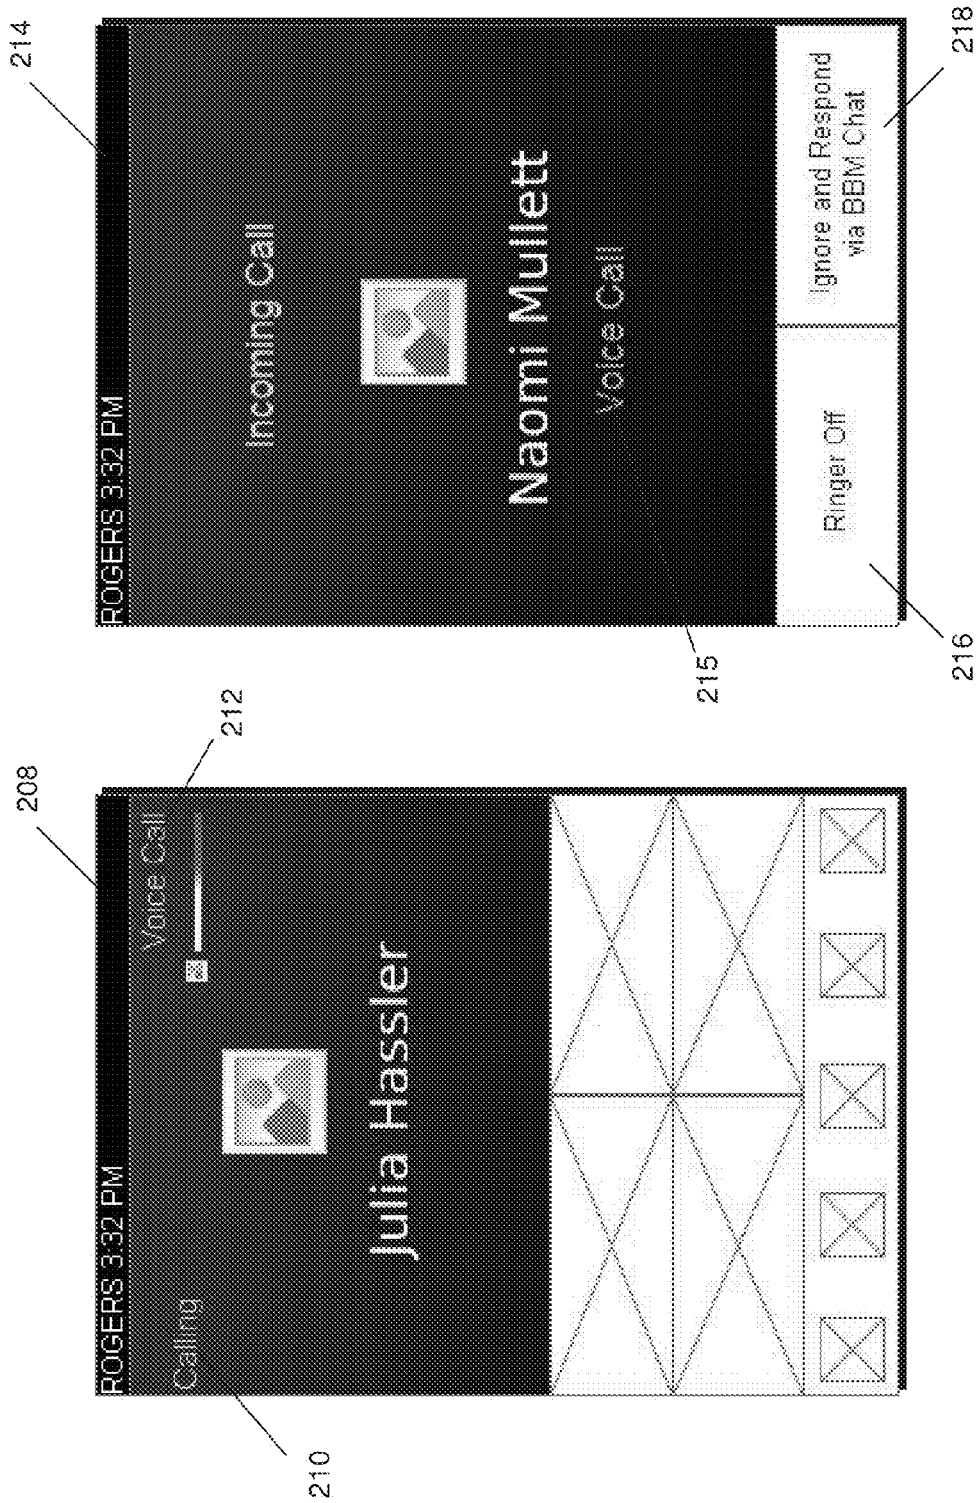 208
ROGERS 3:32 PM
Calling
Voice Call
Julia Hassler
210
212
214
ROGERS 3:32 PM
Incoming Call
Naomi Mullett
Voice Call
215
Ringer Off
Ignore and Respond
via BBM Chat
216
218